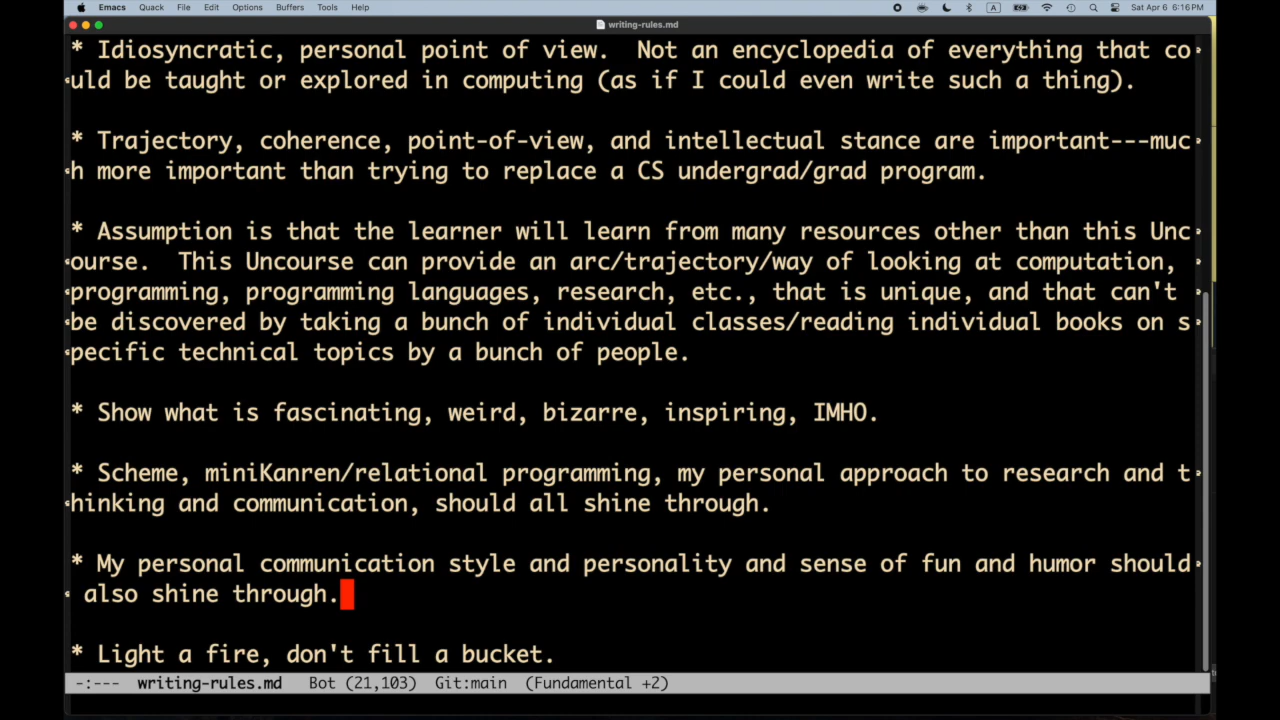 Emacs Quack File Edit Options Buffers Tools Help
A
Sat Apr 6 6:16 PM
writing-rules.md
* Idiosyncratic, personal point of view.  Not an encyclopedia of everything that co
uld be taught or explored in computing (as if I could even write such a thing).
* Trajectory, coherence, point-of-view, and intellectual stance are important---muc
h more important than trying to replace a CS undergrad/grad program.
* Assumption is that the learner will learn from many resources other than this Unc
ourse.  This Uncourse can provide an arc/trajectory/way of looking at computation,
programming, programming languages, research, etc., that is unique, and that can't
be discovered by taking a bunch of individual classes/reading individual books on s
pecific technical topics by a bunch of people.
* Show what is fascinating, weird, bizarre, inspiring, IMHO.
* Scheme, miniKanren/relational programming, my personal approach to research and t
hinking and communication, should all shine through.
* My personal communication style and personality and sense of fun and humor should
also shine through.
* Light a fire, don't fill a bucket.
-:--- writing-rules.md Bot (21,103) Git:main (Fundamental +2)